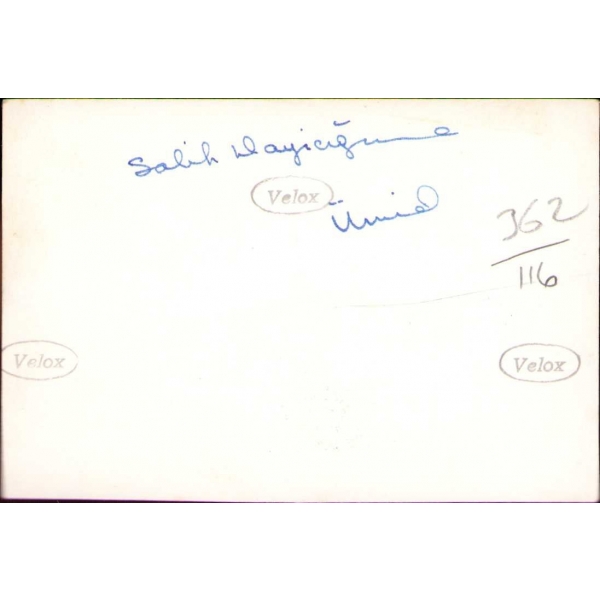 Salih dayıcığıma
Velox
Ümid
362
116
Velox
Velox